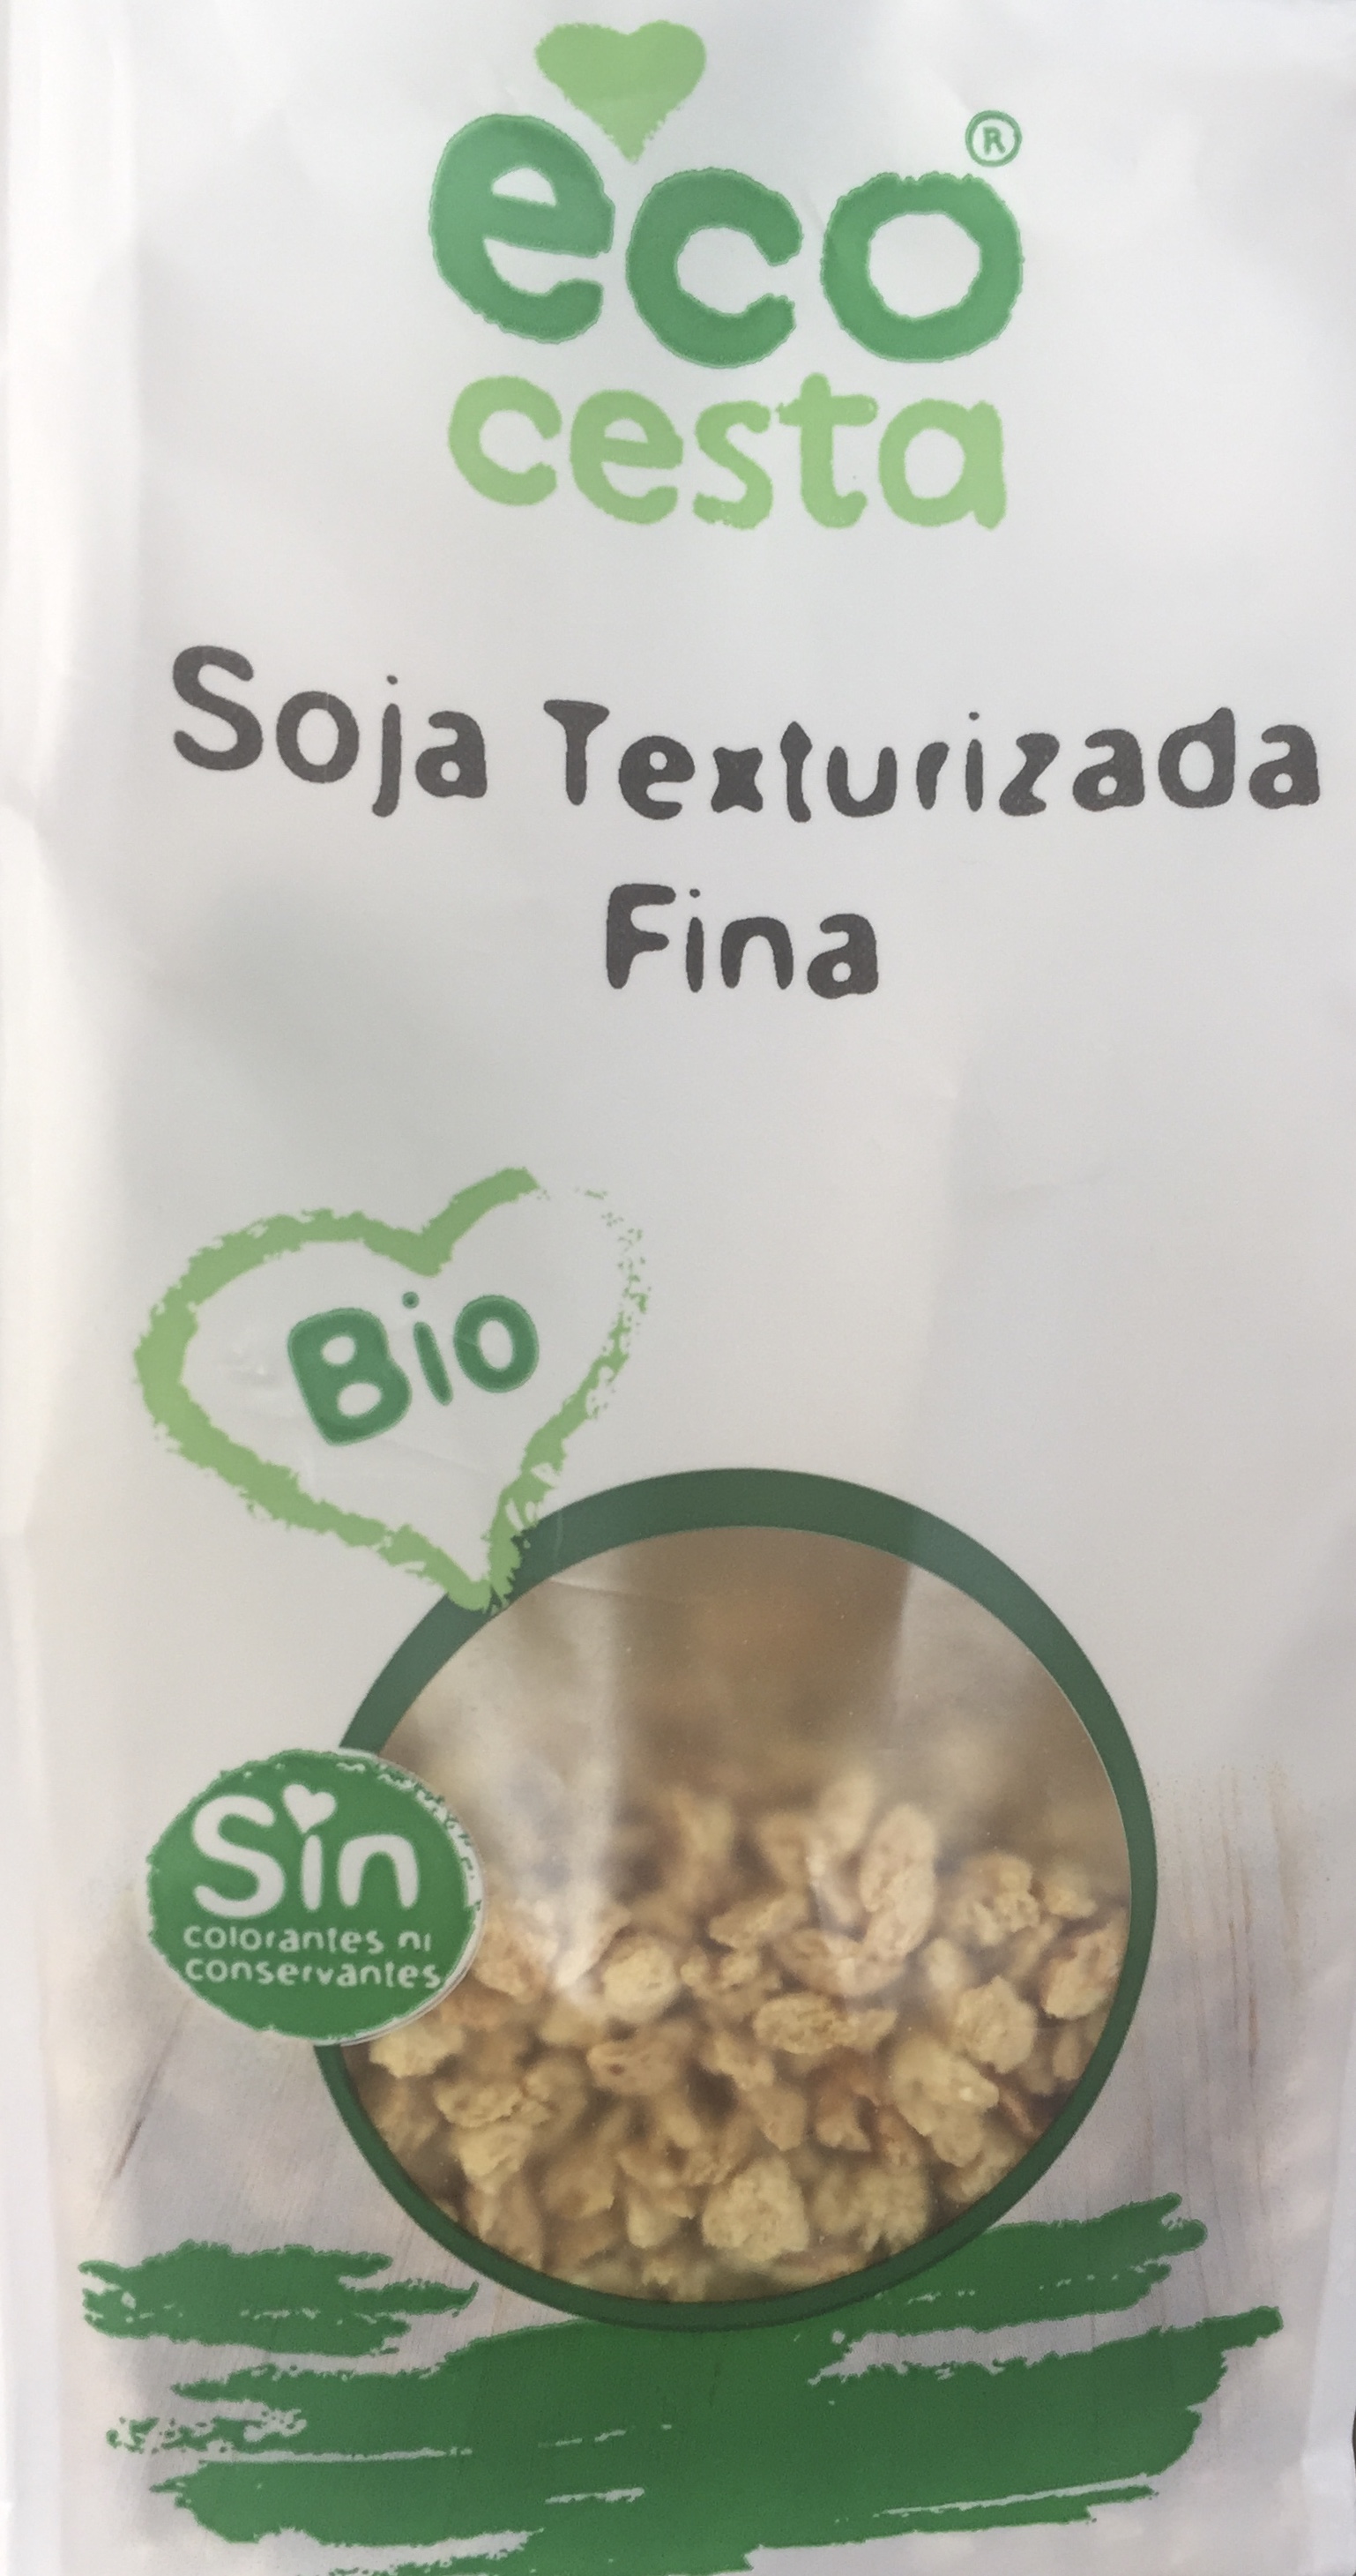 eco®
cesta
Soja Texturizada
Fina
Bio
Sin
colorantes ni
conservantes